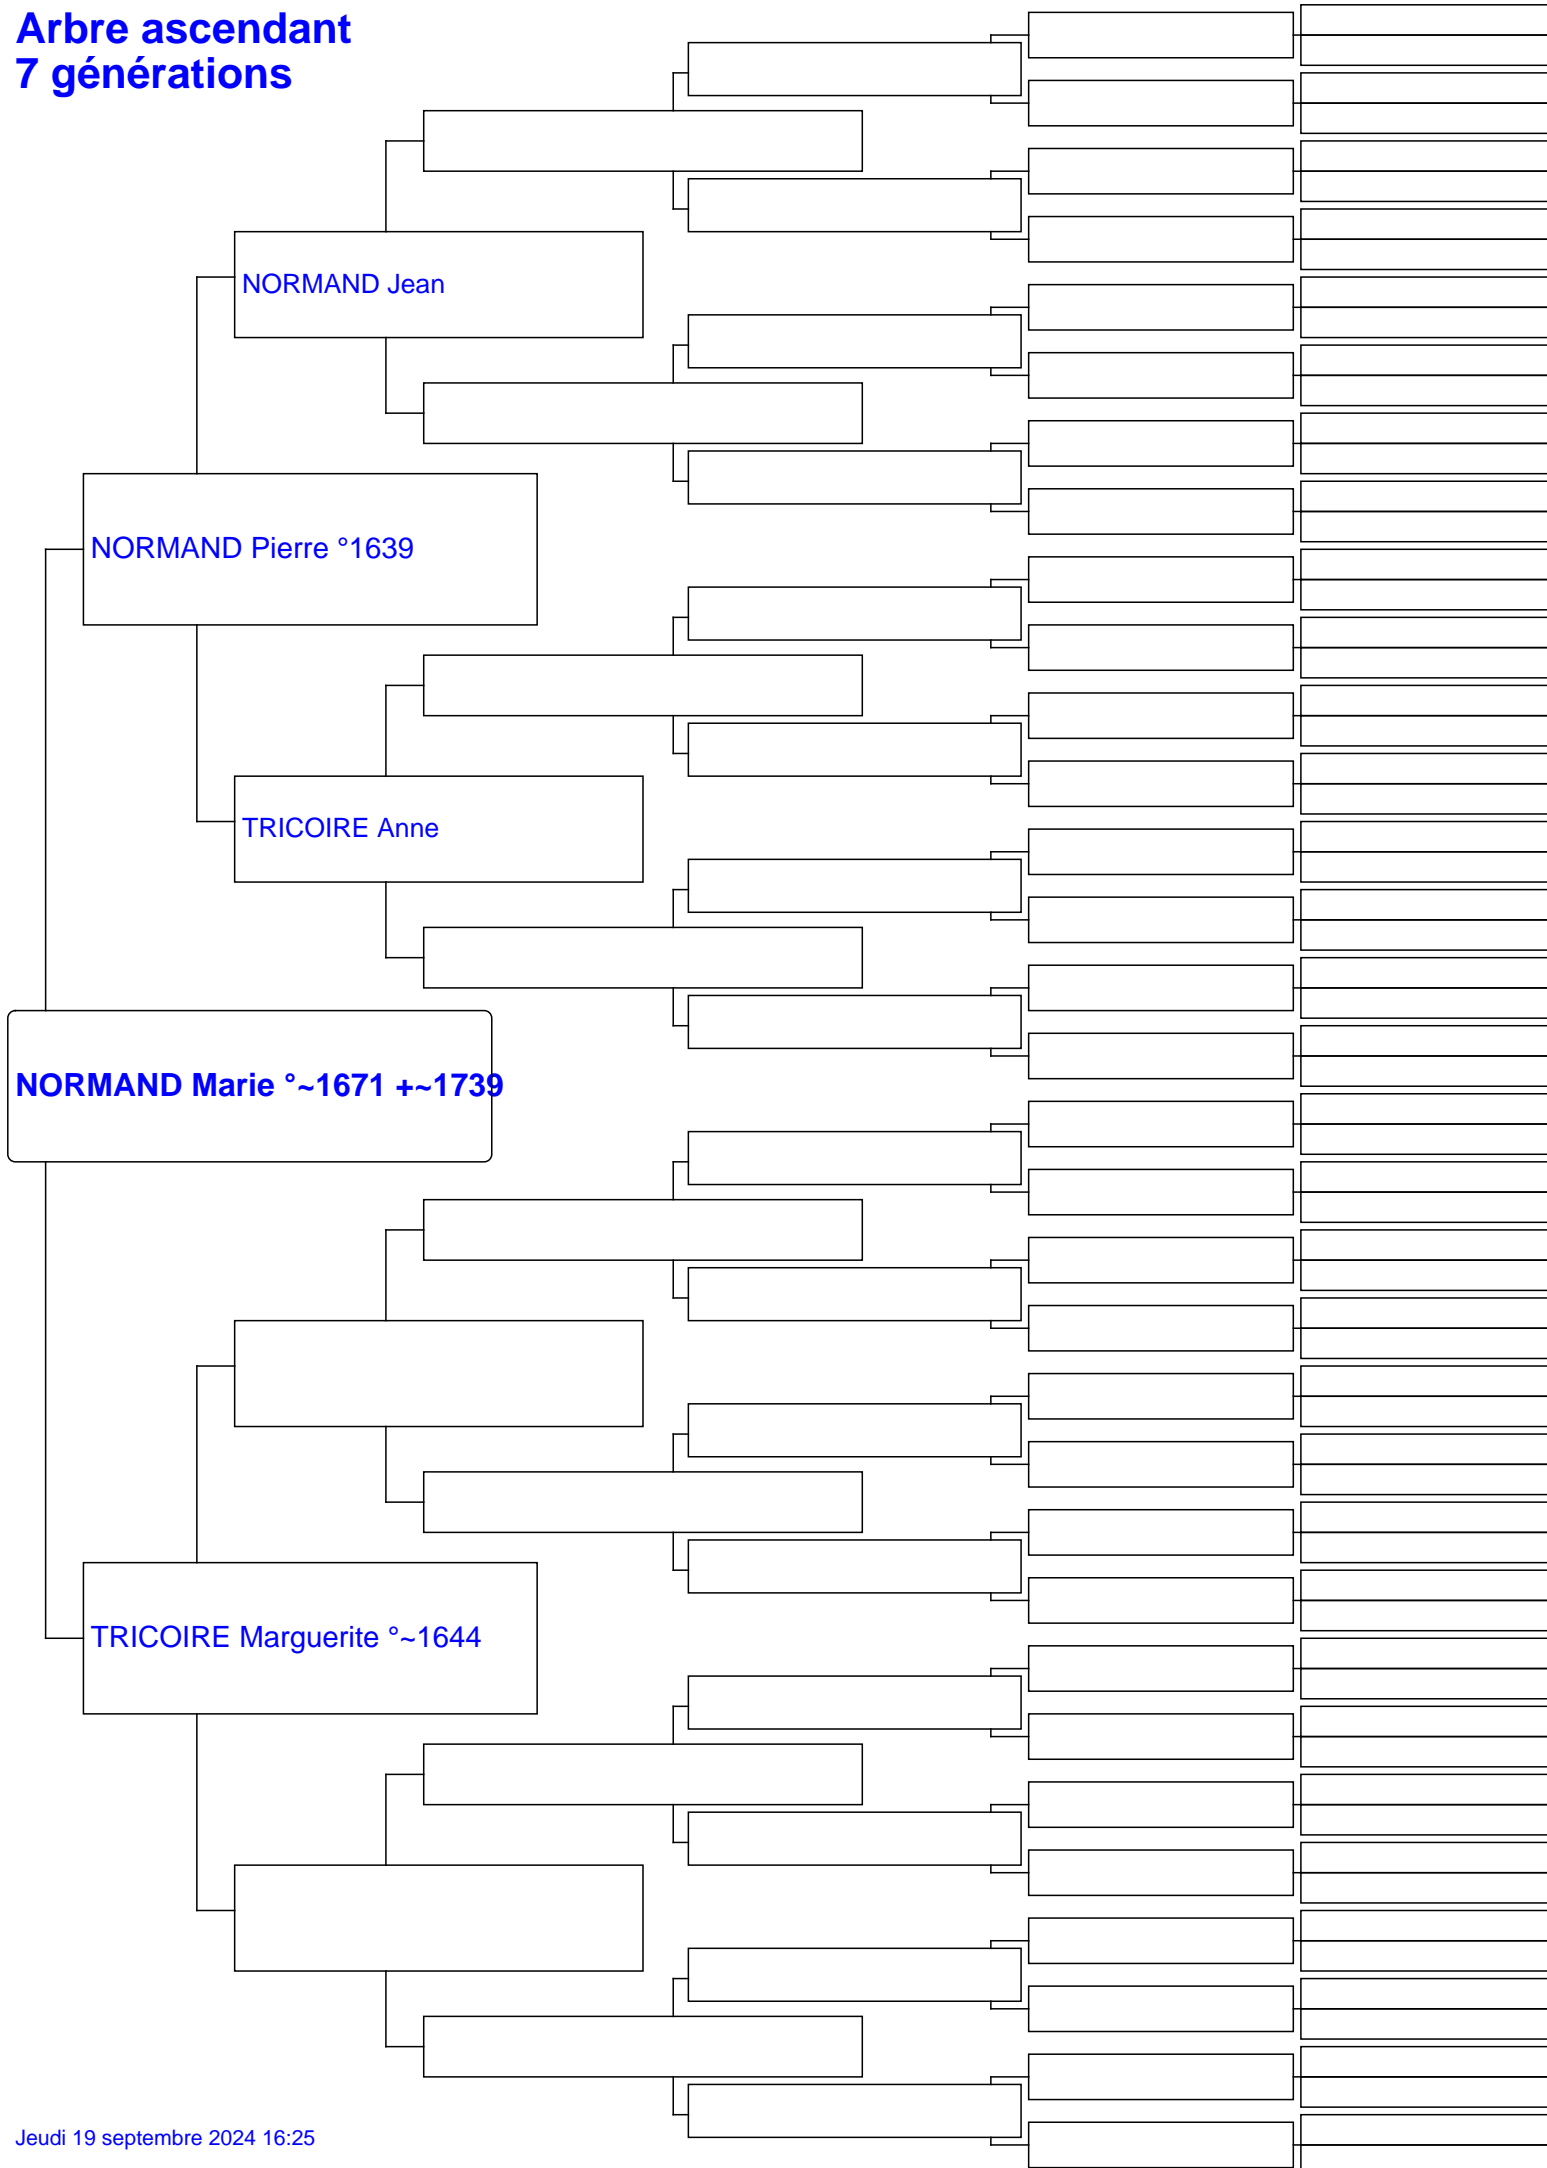 Arbre ascendant
7 générations
NORMAND Jean
NORMAND Pierre °1639
TRICOIRE Anne
NORMAND Marie °~1671 +~1739
TRICOIRE Marguerite °~1644
Jeudi 19 septembre 2024 16:25